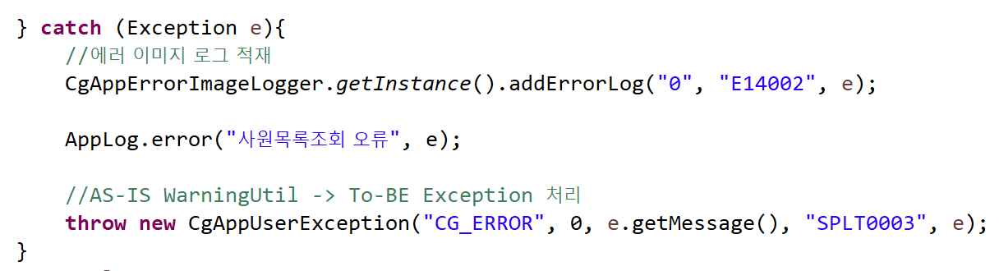 } catch (Exception e){
//에러 이미지 로그 적재
CgAppErrorImageLogger.getInstance().addErrorLog("0", "E14002", e);
AppLog.error("사원목록조회 오류", e);
//AS-IS WarningUtil -> To-BE Exception 처리
throw new CgAppUserException("CG_ERROR", 0, e.getMessage(), "SPLT0003", e);
}